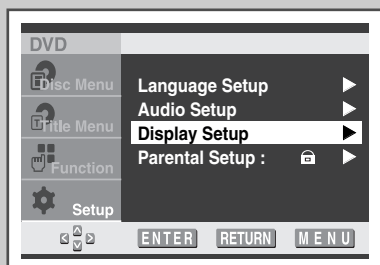 DVD
Disc Menu
Title Menu
Function
Setup
Language Setup
Audio Setup
Display Setup
Parental Setup :
ENTER RETURN MENU